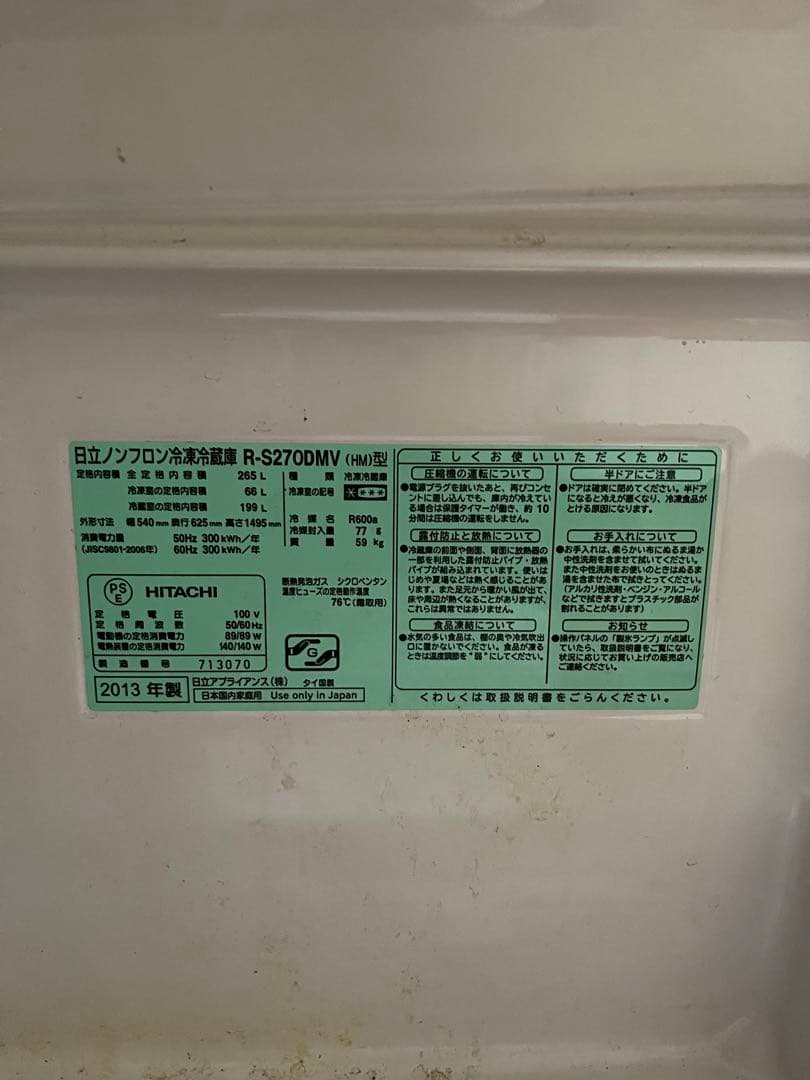 日立ノンフロン冷凍冷蔵庫 R-S270DMV (HM)型
定格内容積 全定格内容積 265 L
冷凍室の定格内容積 66 L
冷蔵室の定格内容積 199 L
外形寸法 幅540mm 奥行625mm 高さ1495mm
消費電力量 50Hz 300kWh/年
(JISC9801-2006年) 60Hz 300kWh/年
種類 冷凍冷蔵庫
冷凍室の記号 ****
冷媒名 R600a
冷媒封入量 77 g
質量 59 kg
PS
E
HITACHI
定格電圧 100 V
定格周波数 50/60Hz
電動機の定格消費電力 89/89 W
電熱装置の定格消費電力 140/140 W
製造番号 713070
断熱発泡ガス シクロペンタン
温度ヒューズの定格動作温度
76℃(霜取用)
G
2013 年製
日立アプライアンス(株) タイ国製
日本国内家庭用 Use only in Japan
正しくお使いいただくために
圧縮機の運転について
●電源プラグを抜いたあと、再びコンセ
ントに差し込んでも、庫内が冷えてい
る場合は保護タイマーが働き、約10
分間は圧縮機の運転をしません。
露付防止と放熱について
●冷蔵庫の前面や側面、背面に放熱器の
一部を利用した露付防止パイプ・放熱
パイプが組み込まれています。使いは
じめや夏場などは熱く感じることがあり
ます。また足元から暖かい風が出て、
床や周辺が熱くなることがありますが、
これらは異常ではありません。
食品凍結について
●水気の多い食品は、棚の奥や冷気吹出
口に置かないでください。食品が凍る
ときは温度調節を“弱”にしてください。
半ドアにご注意
●ドアは確実に閉めてください。半ドア
になると冷えが悪くなり、冷凍食品が
とける原因になります。
お手入れについて
●お手入れは、柔らかい布にぬるま湯か
中性洗剤を含ませて拭いてください。
また中性洗剤をお使いのときはぬるま
湯を含ませた布で拭きとってください。
(アルカリ性洗剤・ベンジン・アルコール
などで拭きますとプラスチック部品が
割れることがあります)
お知らせ
●操作パネルの「製氷ランプ」が点滅し
ていたら、取扱説明書をご覧になり、
状況に応じてお買い上げの販売店へ
ご連絡ください。
くわしくは取扱説明書をごらんください。